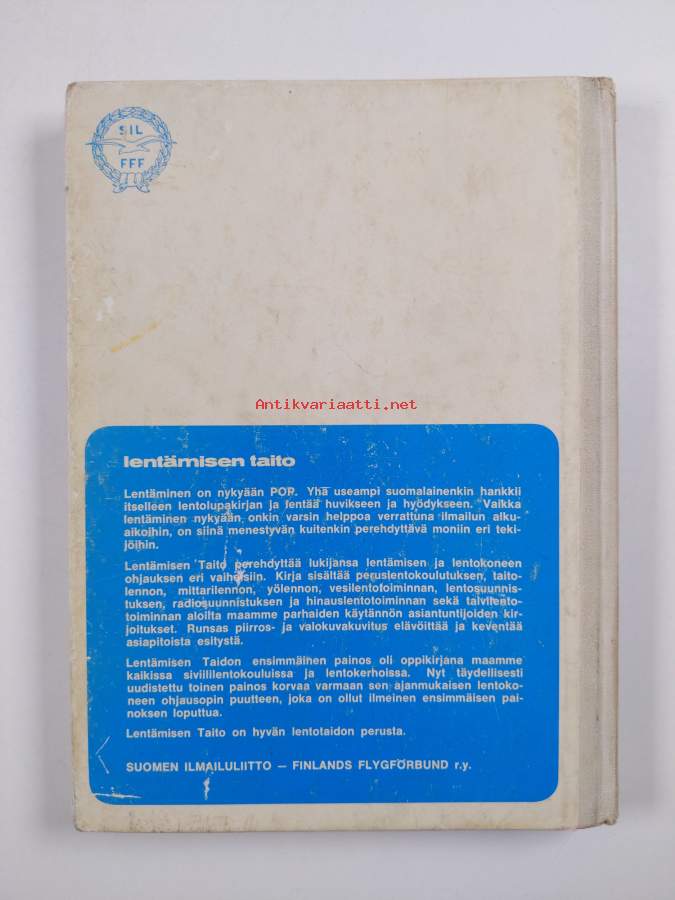 SIL
FFF
Antikvariaatti.net
lentämisen taito
Lentäminen on nykyään POP. Yhä useampi suomalainenkin hankkii
itselleen lentolupakirjan ja lentää huvikseen ja hyödykseen. Vaikka
lentäminen nykyään onkin varsin helppoa verrattuna ilmailun alku-
aikoihin, on siinä menestyvän kuitenkin perehdyttävä moniin eri teki-
jöihin.
Lentämisen Taito perehdyttää lukijansa lentämisen ja lentokoneen
ohjauksen eri vaiheisiin. Kirja sisältää peruslentokoulutuksen, taito-
lennon, mittarilennon, yölennon, vesilentotoiminnan, lentosuunnis-
tuksen, radiosuunnistuksen ja hinauslentotoiminnan sekä talvilento-
toiminnan aloilta maamme parhaiden käytännön asiantuntijoiden kir-
joitukset. Runsas piirros- ja valokuvakuvitus elävöittää ja keventää
asiapitoista esitystä.
Lentämisen Taidon ensimmäinen painos oli oppikirjana maamme
kaikissa siviililentokouluissa ja lentokerhoissa. Nyt täydellisesti
uudistettu toinen painos korvaa varmaan sen ajanmukaisen lentoko-
neen ohjausopin puutteen, joka on ollut ilmeinen ensimmäisen pai-
noksen loputtua.
Lentämisen Taito on hyvän lentotaidon perusta.
SUOMEN ILMAILULIITTO — FINLANDS FLYGFÖRBUND r.y.